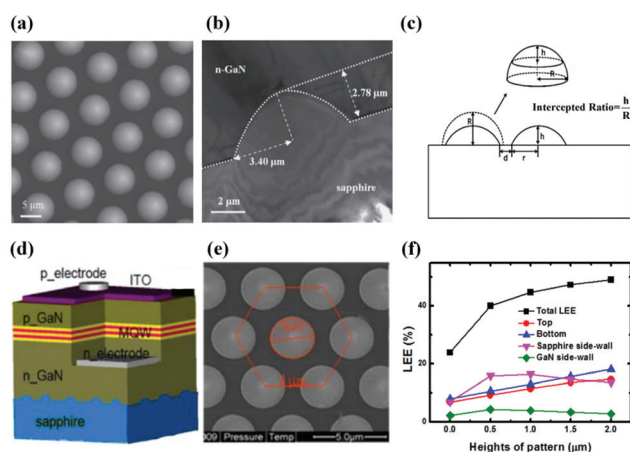 (a)
5 μm
(b)
n-GaN
2.78 μm
3.40 μm
2 μm
sapphire
(c)
h
R
Intercepted Ratio=h/R
R
h
d
r
(d)
p_electrode
ITO
p_GaN
MQW
n_electrode
n_GaN
sapphire
(e)
009
Pressure
Temp
5.0μm
(f)
LEE (%)
40
20
0
Total LEE
Top
Bottom
Sapphire side-wall
GaN side-wall
0.0
0.5
1.0
1.5
2.0
Heights of pattern (μm)